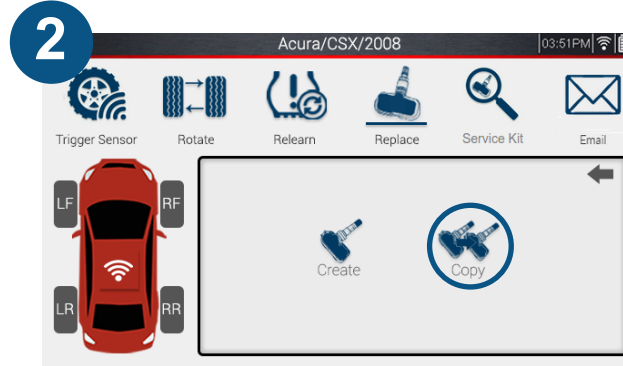 2
Acura/CSX/2008
03:51PM
Trigger Sensor
Rotate
Relearn
Replace
Service Kit
Email
LF
RF
LR
RR
Create
Copy